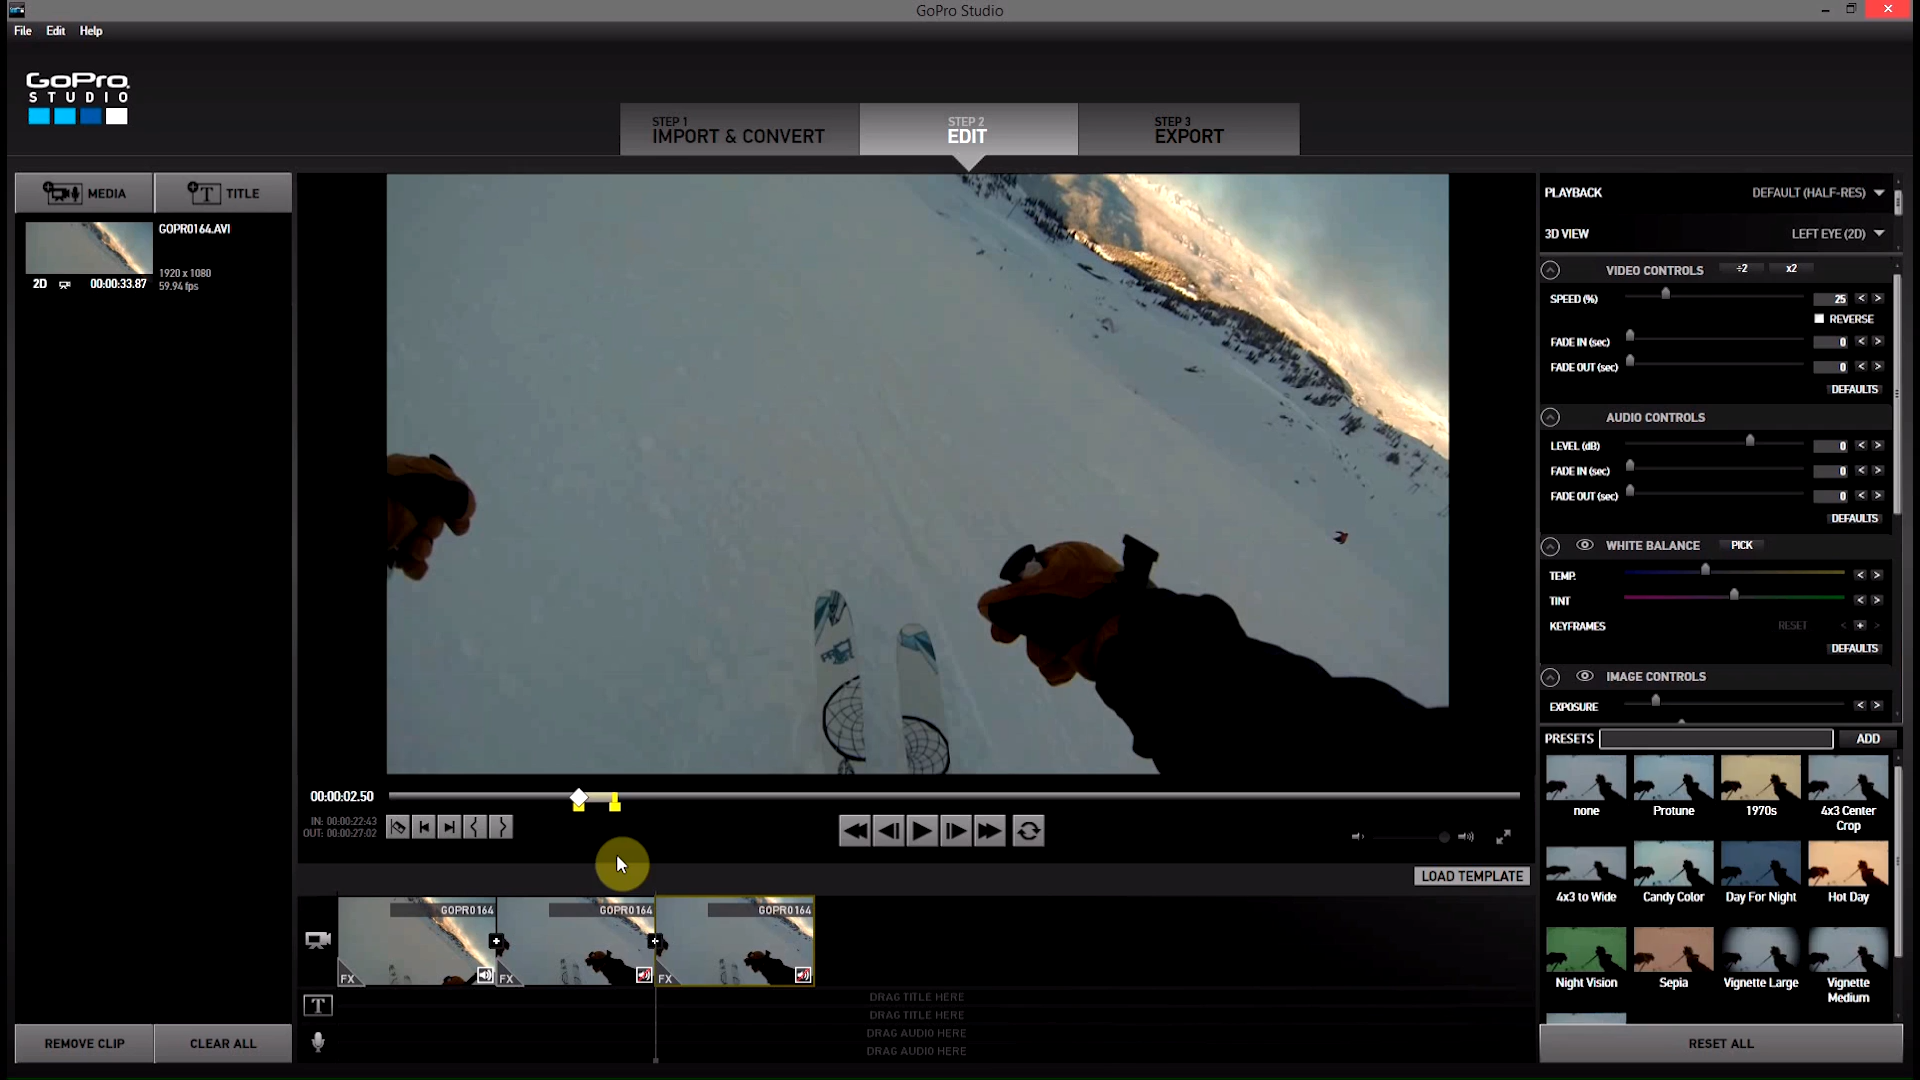 GoPro Studio
File Edit Help
GoPro
STUDIO
STEP 1
IMPORT & CONVERT
STEP 2
EDIT
STEP 3
EXPORT
MEDIA
TITLE
GOPR0164.AVI
1920 x 1080
2D 00:00:33.87 59.94 fps
PLAYBACK DEFAULT (HALF-RES)
3D VIEW LEFT EYE (2D)
VIDEO CONTROLS ÷2 x2
SPEED (%) 25
REVERSE
FADE IN (sec) 0
FADE OUT (sec) 0
DEFAULTS
AUDIO CONTROLS
LEVEL (dB) 0
FADE IN (sec) 0
FADE OUT (sec) 0
DEFAULTS
WHITE BALANCE PICK
TEMP.
TINT
KEYFRAMES RESET
DEFAULTS
IMAGE CONTROLS
EXPOSURE
PRESETS ADD
none Protune 1970s 4x3 Center Crop
4x3 to Wide Candy Color Day For Night Hot Day
Night Vision Sepia Vignette Large Vignette Medium
RESET ALL
00:00:02.50
IN: 00:00:22:43
OUT: 00:00:27:02
LOAD TEMPLATE
GOPR0164 GOPR0164 GOPR0164
FX FX FX
T
DRAG TITLE HERE
DRAG TITLE HERE
DRAG AUDIO HERE
DRAG AUDIO HERE
REMOVE CLIP CLEAR ALL